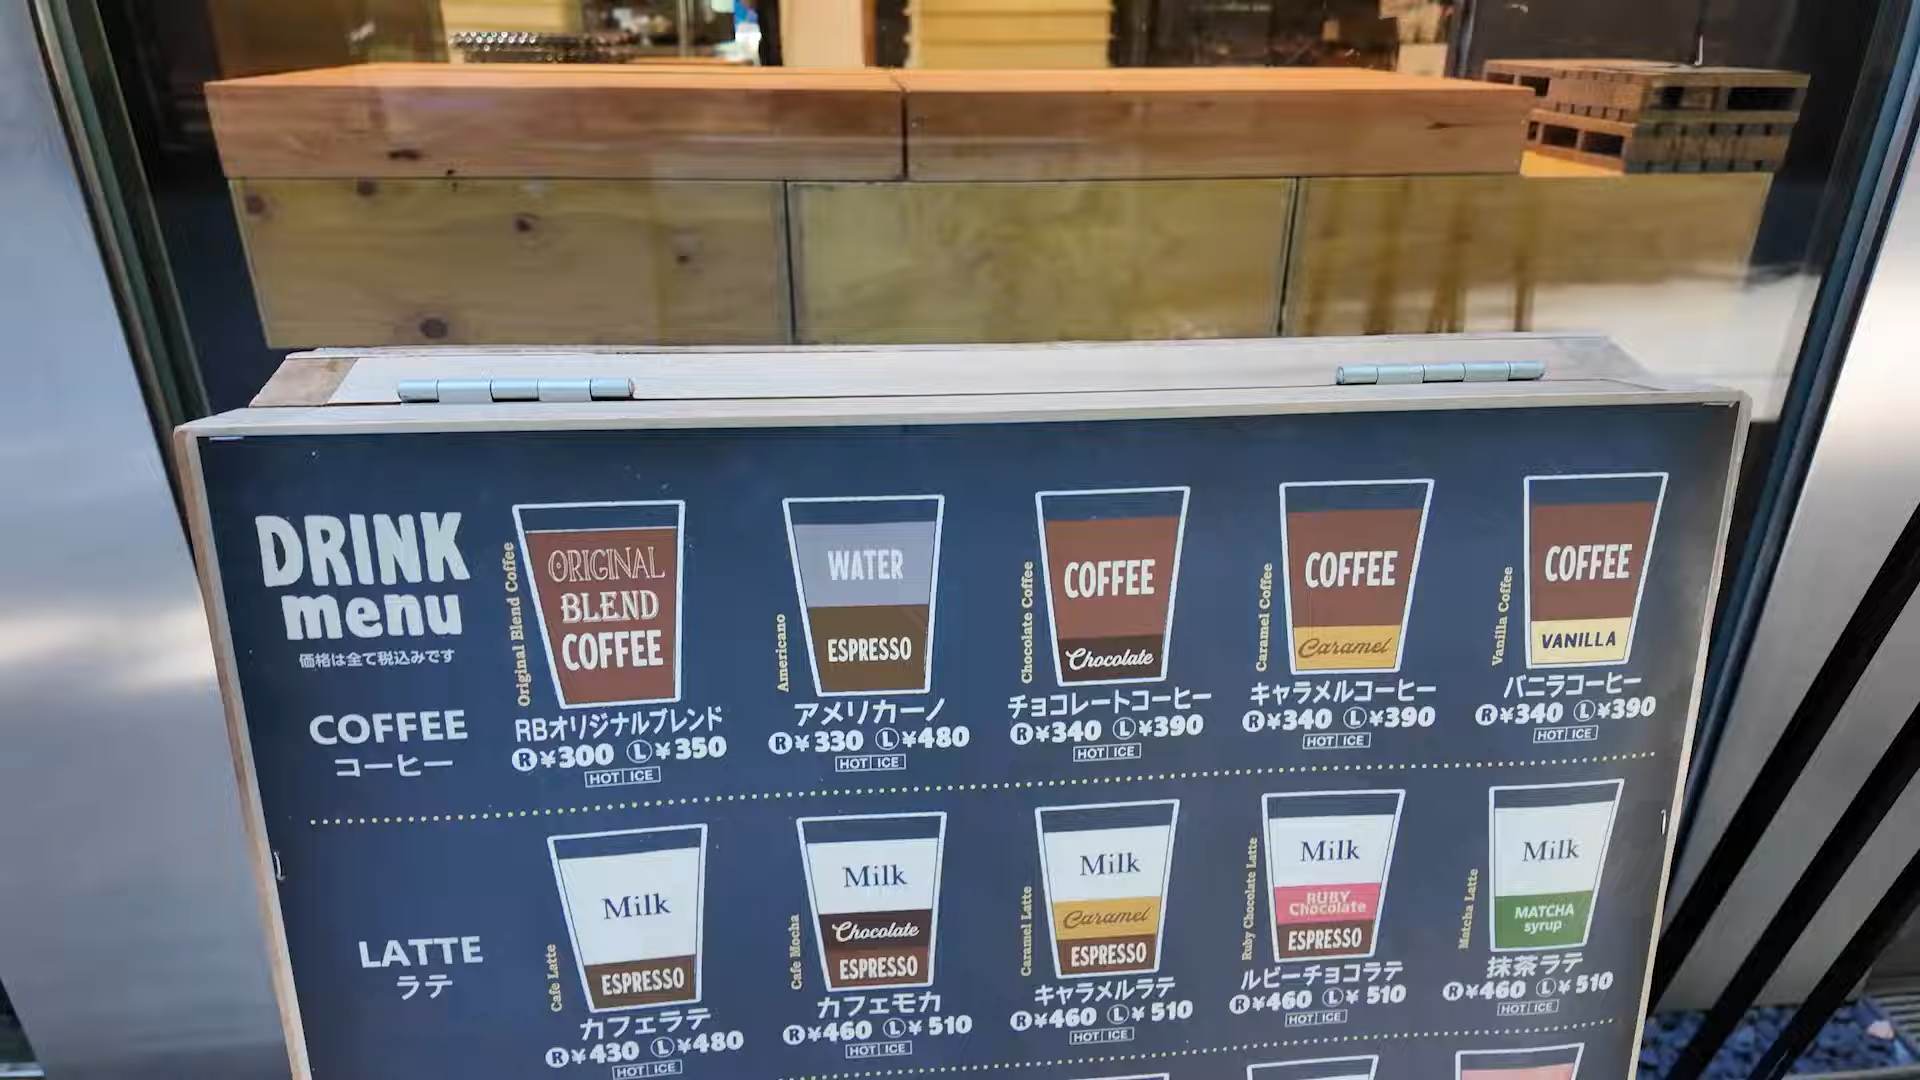 DRINK
menu
価格は全て税込みです
COFFEE
コーヒー
Original Blend Coffee
ORIGINAL
BLEND
COFFEE
RBオリジナルブレンド
Ⓡ¥300 Ⓛ¥350
HOT ICE
Americano
WATER
ESPRESSO
アメリカーノ
Ⓡ¥330 Ⓛ¥480
HOT ICE
Chocolate Coffee
COFFEE
Chocolate
チョコレートコーヒー
Ⓡ¥340 Ⓛ¥390
HOT ICE
Caramel Coffee
COFFEE
Caramel
キャラメルコーヒー
Ⓡ¥340 Ⓛ¥390
HOT ICE
Vanilla Coffee
COFFEE
VANILLA
バニラコーヒー
Ⓡ¥340 Ⓛ¥390
HOT ICE
LATTE
ラテ
Cafe Latte
Milk
ESPRESSO
カフェラテ
Ⓡ¥430 Ⓛ¥480
HOT ICE
Cafe Mocha
Milk
Chocolate
ESPRESSO
カフェモカ
Ⓡ¥460 Ⓛ¥510
HOT ICE
Caramel Latte
Milk
Caramel
ESPRESSO
キャラメルラテ
Ⓡ¥460 Ⓛ¥510
HOT ICE
Ruby Chocolate Latte
Milk
RUBY
Chocolate
ESPRESSO
ルビーチョコラテ
Ⓡ¥460 Ⓛ¥510
HOT ICE
Matcha Latte
Milk
MATCHA
syrup
抹茶ラテ
Ⓡ¥460 Ⓛ¥510
HOT ICE